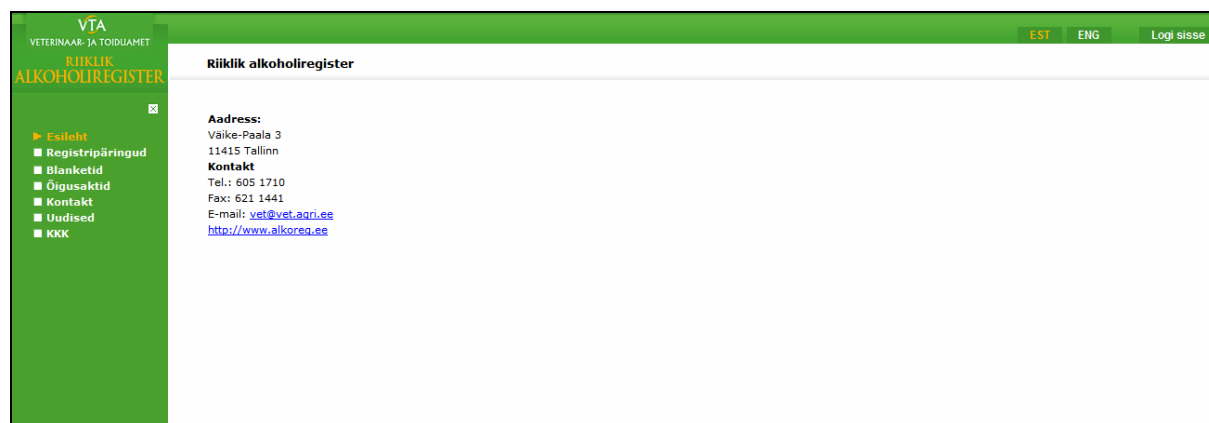 VTA
VETERINAAR- JA TOIDUAMET
RIIKLIK
ALKOHOLIREGISTER
EST ENG Logi sisse
Riiklik alkoholiregister
Esileht
Registripäringud
Blanketid
Õigusaktid
Kontakt
Uudised
KKK
Aadress:
Väike-Paala 3
11415 Tallinn
Kontakt
Tel.: 605 1710
Fax: 621 1441
E-mail: vet@vet.agri.ee
http://www.alkoreg.ee